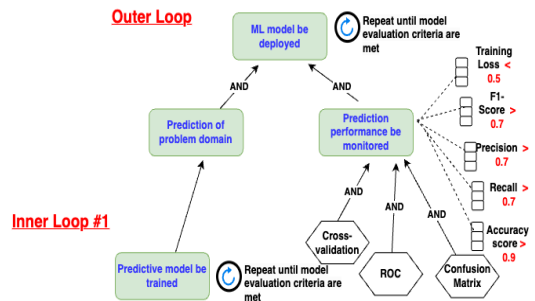 Outer Loop
ML model be
deployed
Repeat until model
evaluation criteria are
met
Training
Loss <
0.5
AND
AND
F1-
Score >
0.7
Prediction of
problem domain
Prediction
performance be
monitored
Precision >
0.7
Recall >
0.7
AND
AND
AND
Inner Loop #1
Cross-
validation
ROC
Confusion
Matrix
Accuracy
score >
0.9
Predictive model be
trained
Repeat until model
evaluation criteria are
met